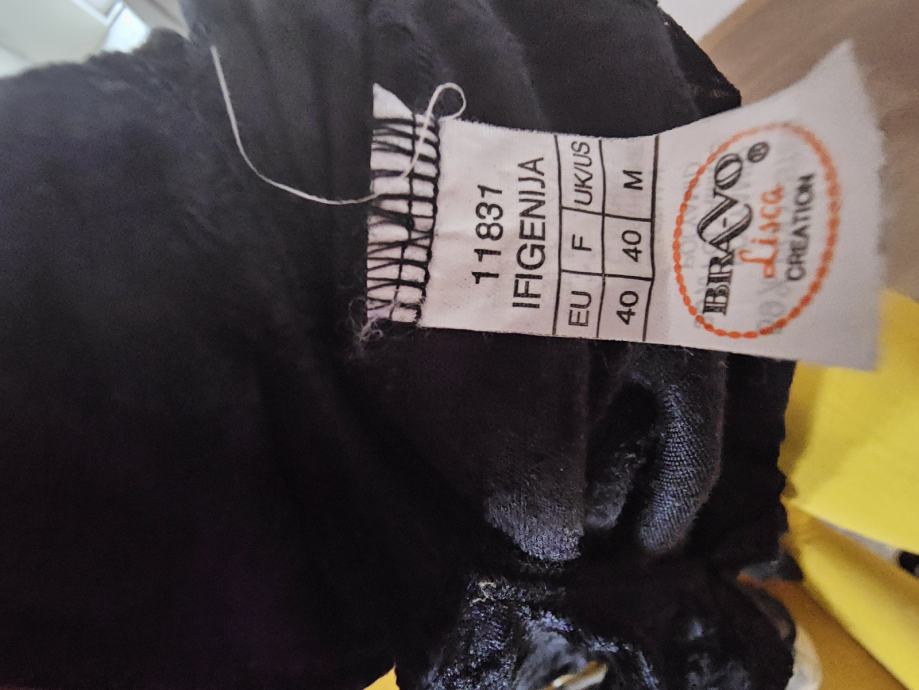 11831
IFIGENIJA
EU F UK/US
40 40 M
BRA-VO ®
Lisca
CREATION